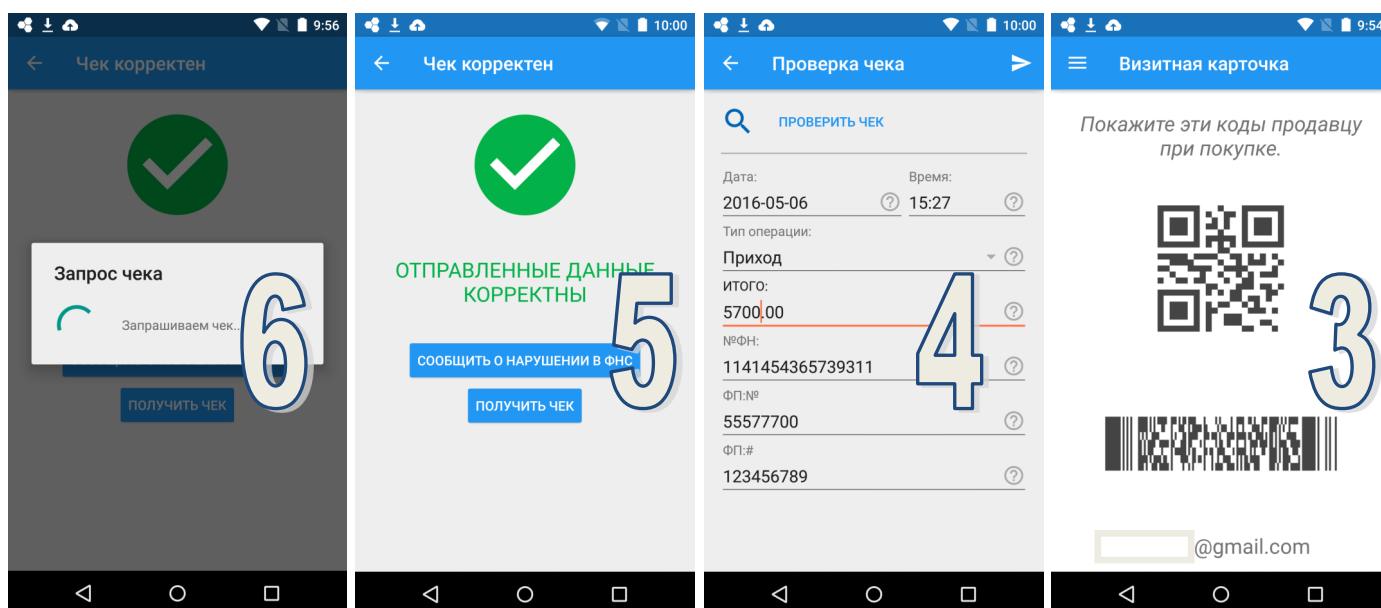 9:56
Чек корректен
Запрос чека
Запрашиваем чек..
ПОЛУЧИТЬ ЧЕК
6
10:00
Чек корректен
ОТПРАВЛЕННЫЕ ДАННЫЕ
КОРРЕКТНЫ
СООБЩИТЬ О НАРУШЕНИИ В ФНС
ПОЛУЧИТЬ ЧЕК
5
10:00
Проверка чека
ПРОВЕРИТЬ ЧЕК
Дата: Время:
2016-05-06 15:27
Тип операции:
Приход
ИТОГО:
5700.00
№ФН:
1141454365739311
ФП:№
55577700
ФП:#
123456789
4
9:54
Визитная карточка
Покажите эти коды продавцу
при покупке.
@gmail.com
3